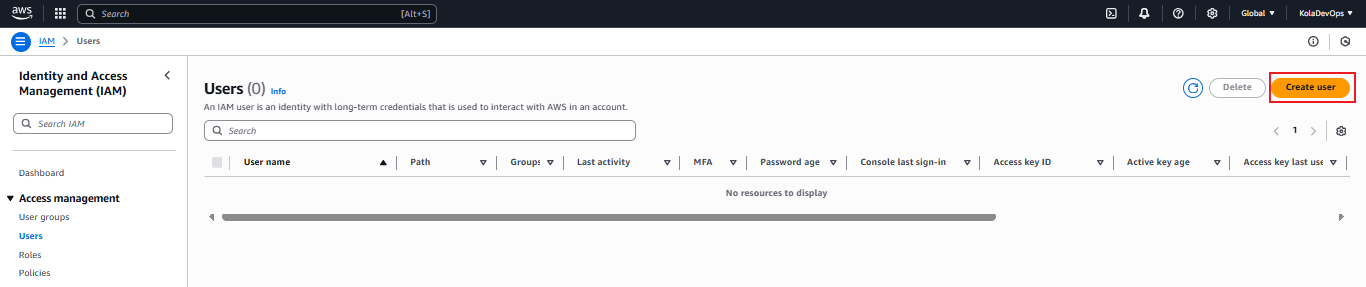 aws
Search [Alt+S] Global KolaDevOps
IAM > Users
Identity and Access
Management (IAM)
Search IAM
Dashboard
Access management
User groups
Users
Roles
Policies
Users (0) Info
Delete
Create user
An IAM user is an identity with long-term credentials that is used to interact with AWS in an account.
Search
1
User name Path Groups Last activity MFA Password age Console last sign-in Access key ID Active key age Access key last use
No resources to display